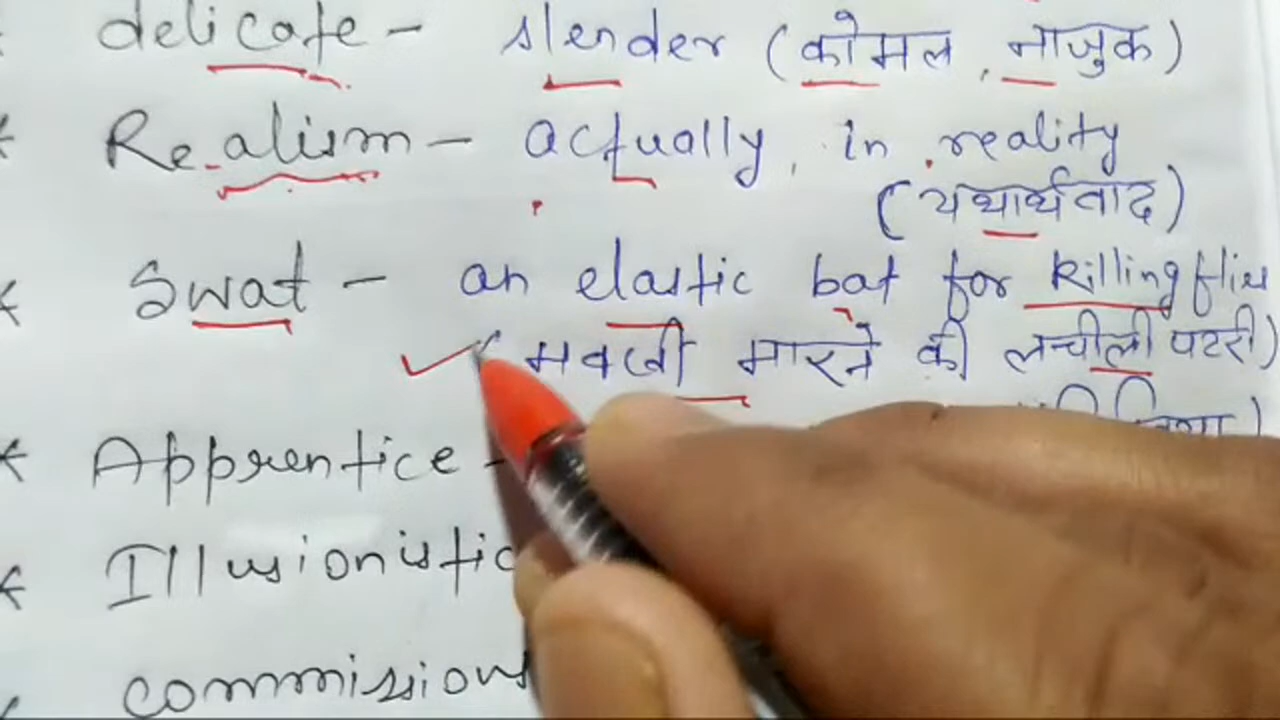 delicate - slender (कोमल, नाजुक)
Realism - actually, in reality
(यथार्थवाद)
Swat - an elastic bat for killing flies
(मक्खी मारने की लचीली पटरी)
Apprentice -
Illusionistic
commissions